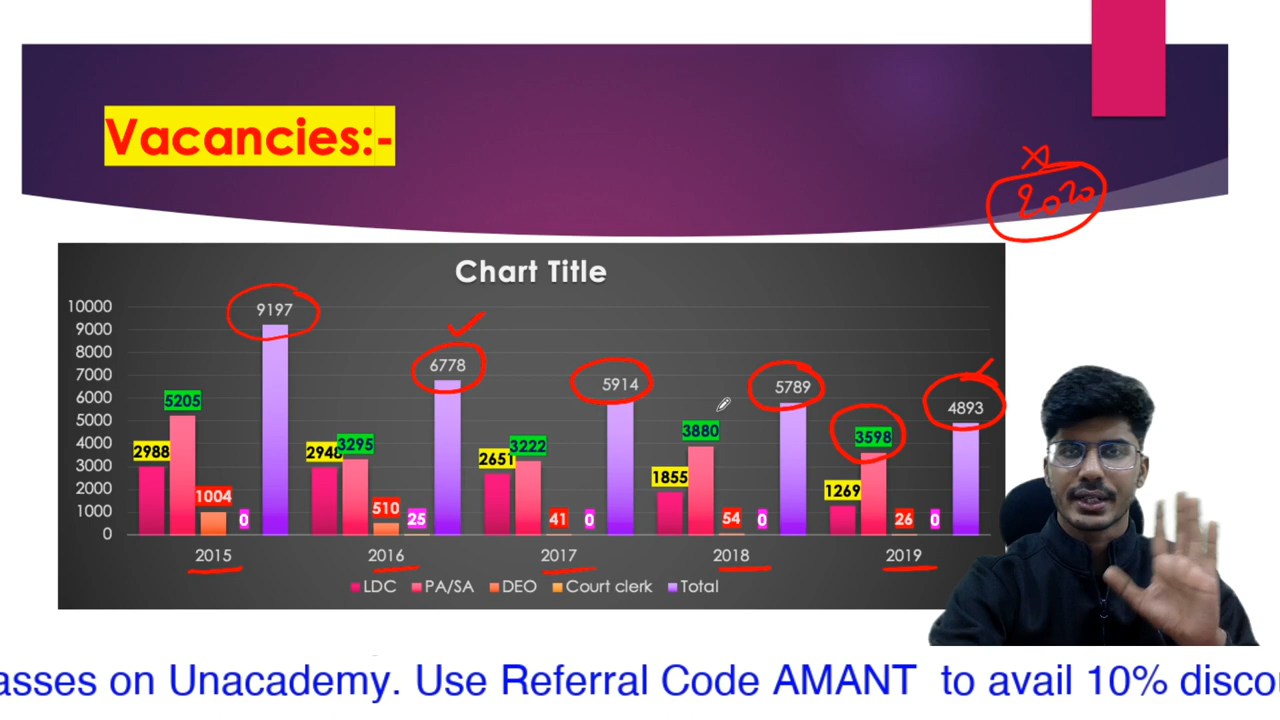 Vacancies:-
2020
Chart Title
10000
9000
8000
7000
6000
5000
4000
3000
2000
1000
0
2988 5205 1004 0 9197
2948 3295 510 25 6778
2651 3222 41 0 5914
1855 3880 54 0 5789
1269 3598 26 0 4893
2015 2016 2017 2018 2019
LDC PA/SA DEO Court clerk Total
asses on Unacademy. Use Referral Code AMANT to avail 10% disco